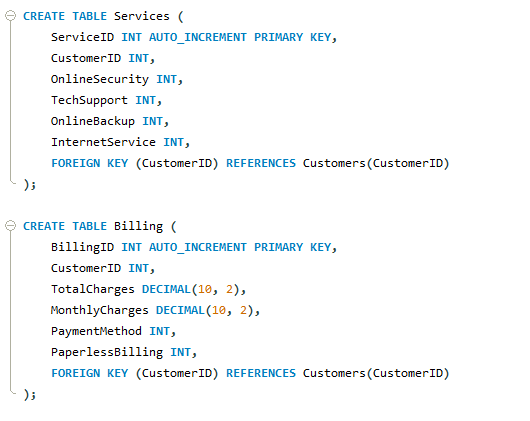 CREATE TABLE Services (
ServiceID INT AUTO_INCREMENT PRIMARY KEY,
CustomerID INT,
OnlineSecurity INT,
TechSupport INT,
OnlineBackup INT,
InternetService INT,
FOREIGN KEY (CustomerID) REFERENCES Customers(CustomerID)
);
CREATE TABLE Billing (
BillingID INT AUTO_INCREMENT PRIMARY KEY,
CustomerID INT,
TotalCharges DECIMAL(10, 2),
MonthlyCharges DECIMAL(10, 2),
PaymentMethod INT,
PaperlessBilling INT,
FOREIGN KEY (CustomerID) REFERENCES Customers(CustomerID)
);